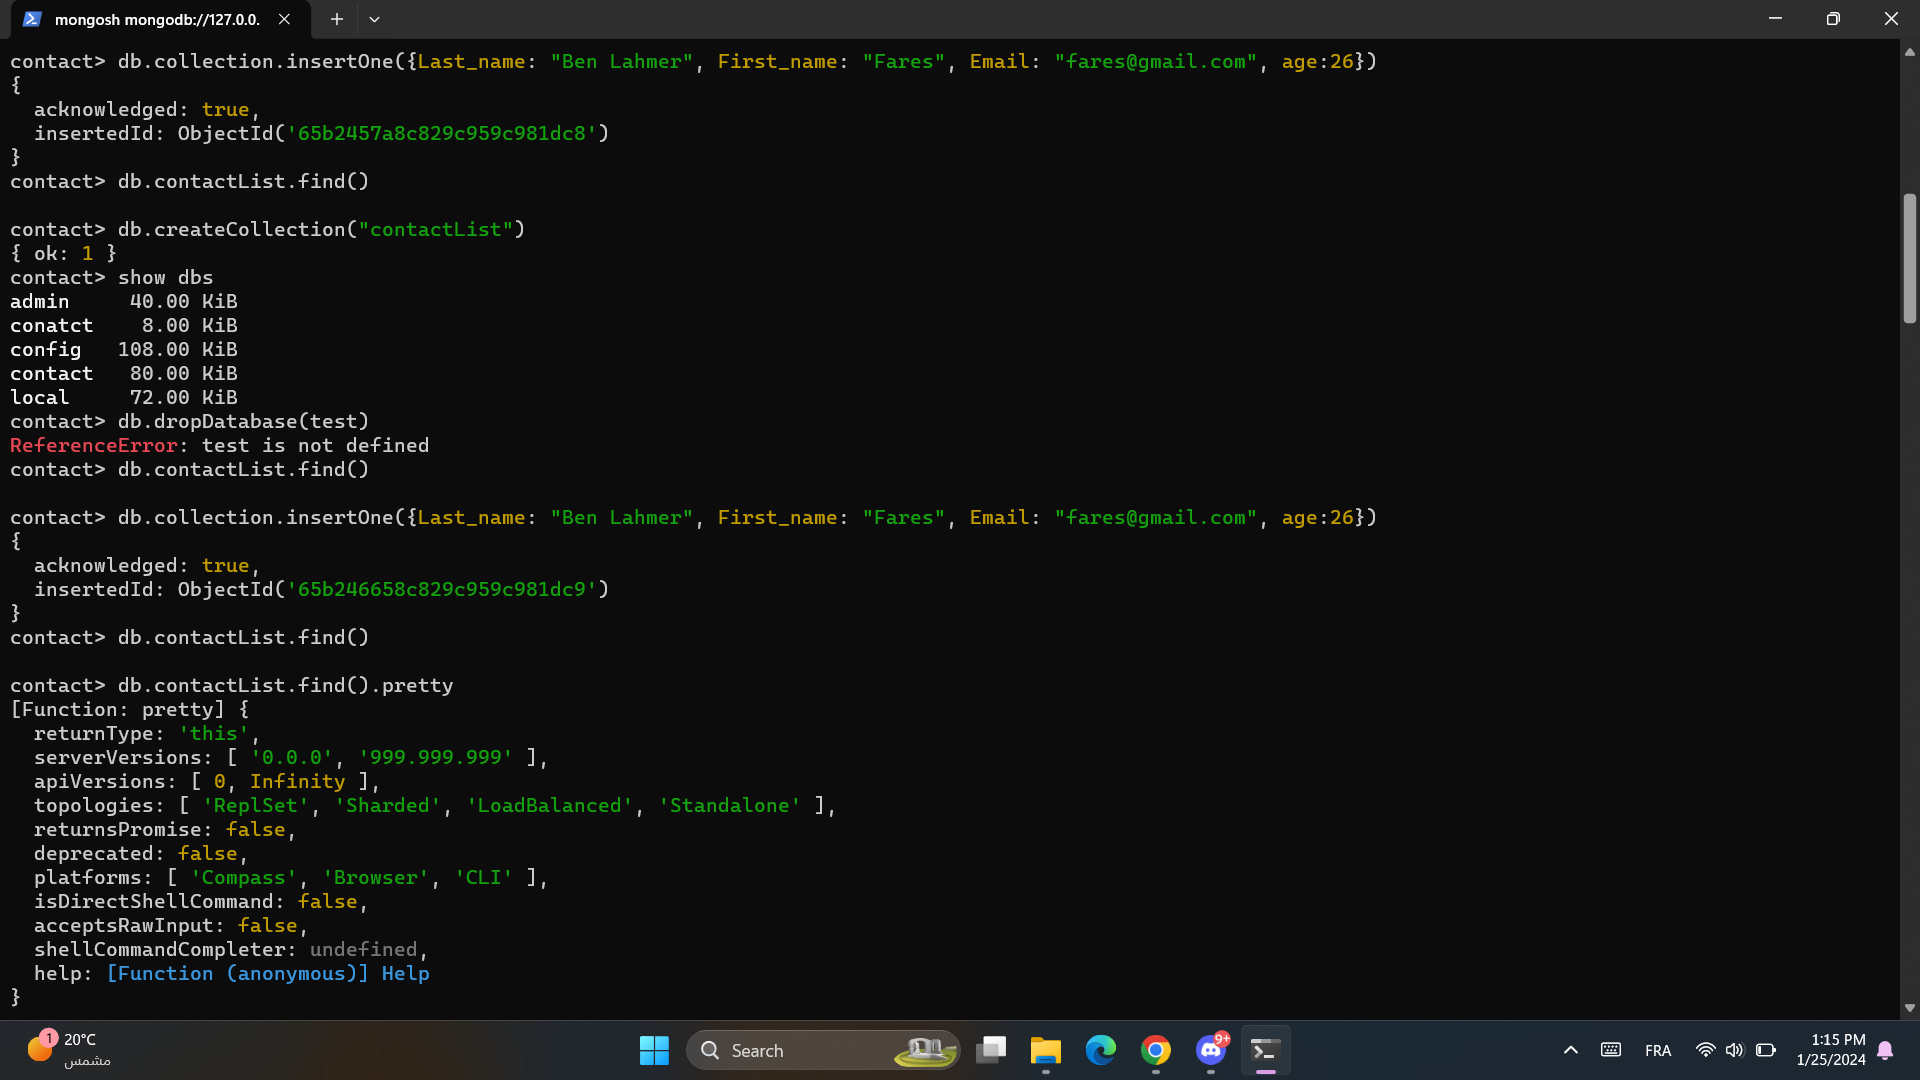 mongosh mongodb://127.0.0.
contact> db.collection.insertOne({Last_name: "Ben Lahmer", First_name: "Fares", Email: "fares@gmail.com", age:26})
{
  acknowledged: true,
  insertedId: ObjectId('65b2457a8c829c959c981dc8')
}
contact> db.contactList.find()
contact> db.createCollection("contactList")
{ ok: 1 }
contact> show dbs
admin     40.00 KiB
conatct    8.00 KiB
config   108.00 KiB
contact   80.00 KiB
local     72.00 KiB
contact> db.dropDatabase(test)
ReferenceError: test is not defined
contact> db.contactList.find()
contact> db.collection.insertOne({Last_name: "Ben Lahmer", First_name: "Fares", Email: "fares@gmail.com", age:26})
{
  acknowledged: true,
  insertedId: ObjectId('65b246658c829c959c981dc9')
}
contact> db.contactList.find()
contact> db.contactList.find().pretty
[Function: pretty] {
  returnType: 'this',
  serverVersions: [ '0.0.0', '999.999.999' ],
  apiVersions: [ 0, Infinity ],
  topologies: [ 'ReplSet', 'Sharded', 'LoadBalanced', 'Standalone' ],
  returnsPromise: false,
  deprecated: false,
  platforms: [ 'Compass', 'Browser', 'CLI' ],
  isDirectShellCommand: false,
  acceptsRawInput: false,
  shellCommandCompleter: undefined,
  help: [Function (anonymous)] Help
}
1
20°C
مشمس
Search
9+
FRA
1:15 PM
1/25/2024